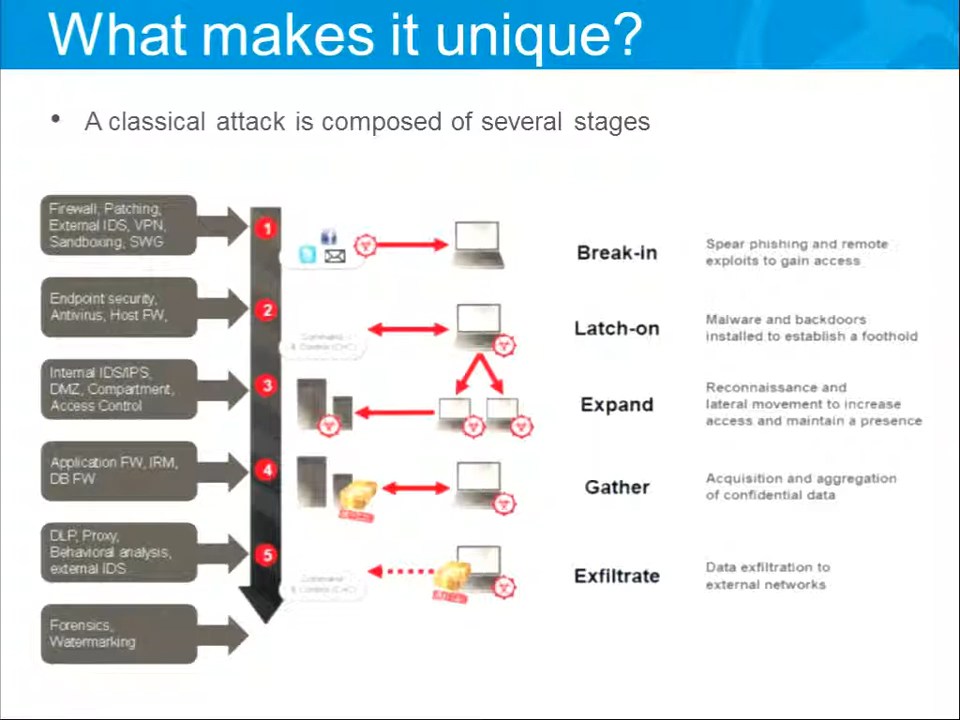 What makes it unique?
• A classical attack is composed of several stages
Firewall, Patching,
External IDS, VPN,
Sandboxing, SWG
1
Break-in
Spear phishing and remote
exploits to gain access
Endpoint security,
Antivirus, Host FW,
2
Command
& Control (C&C)
Latch-on
Malware and backdoors
installed to establish a foothold
Internal IDS/IPS,
DMZ, Compartment,
Access Control
3
Expand
Reconnaissance and
lateral movement to increase
access and maintain a presence
Application FW, IRM,
DB FW
4
Gather
Acquisition and aggregation
of confidential data
DLP, Proxy,
Behavioral analysis,
external IDS
5
Command
& Control (C&C)
Exfiltrate
Data exfiltration to
external networks
Forensics,
Watermarking